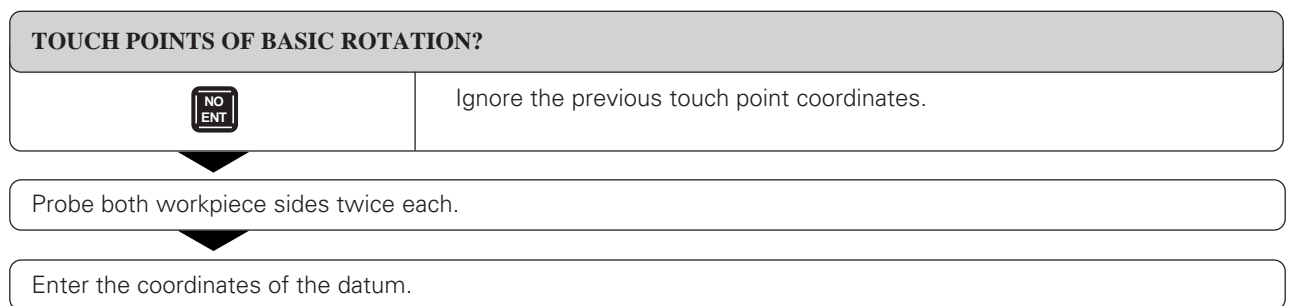 TOUCH POINTS OF BASIC ROTATION?
NO
ENT
Ignore the previous touch point coordinates.
Probe both workpiece sides twice each.
Enter the coordinates of the datum.